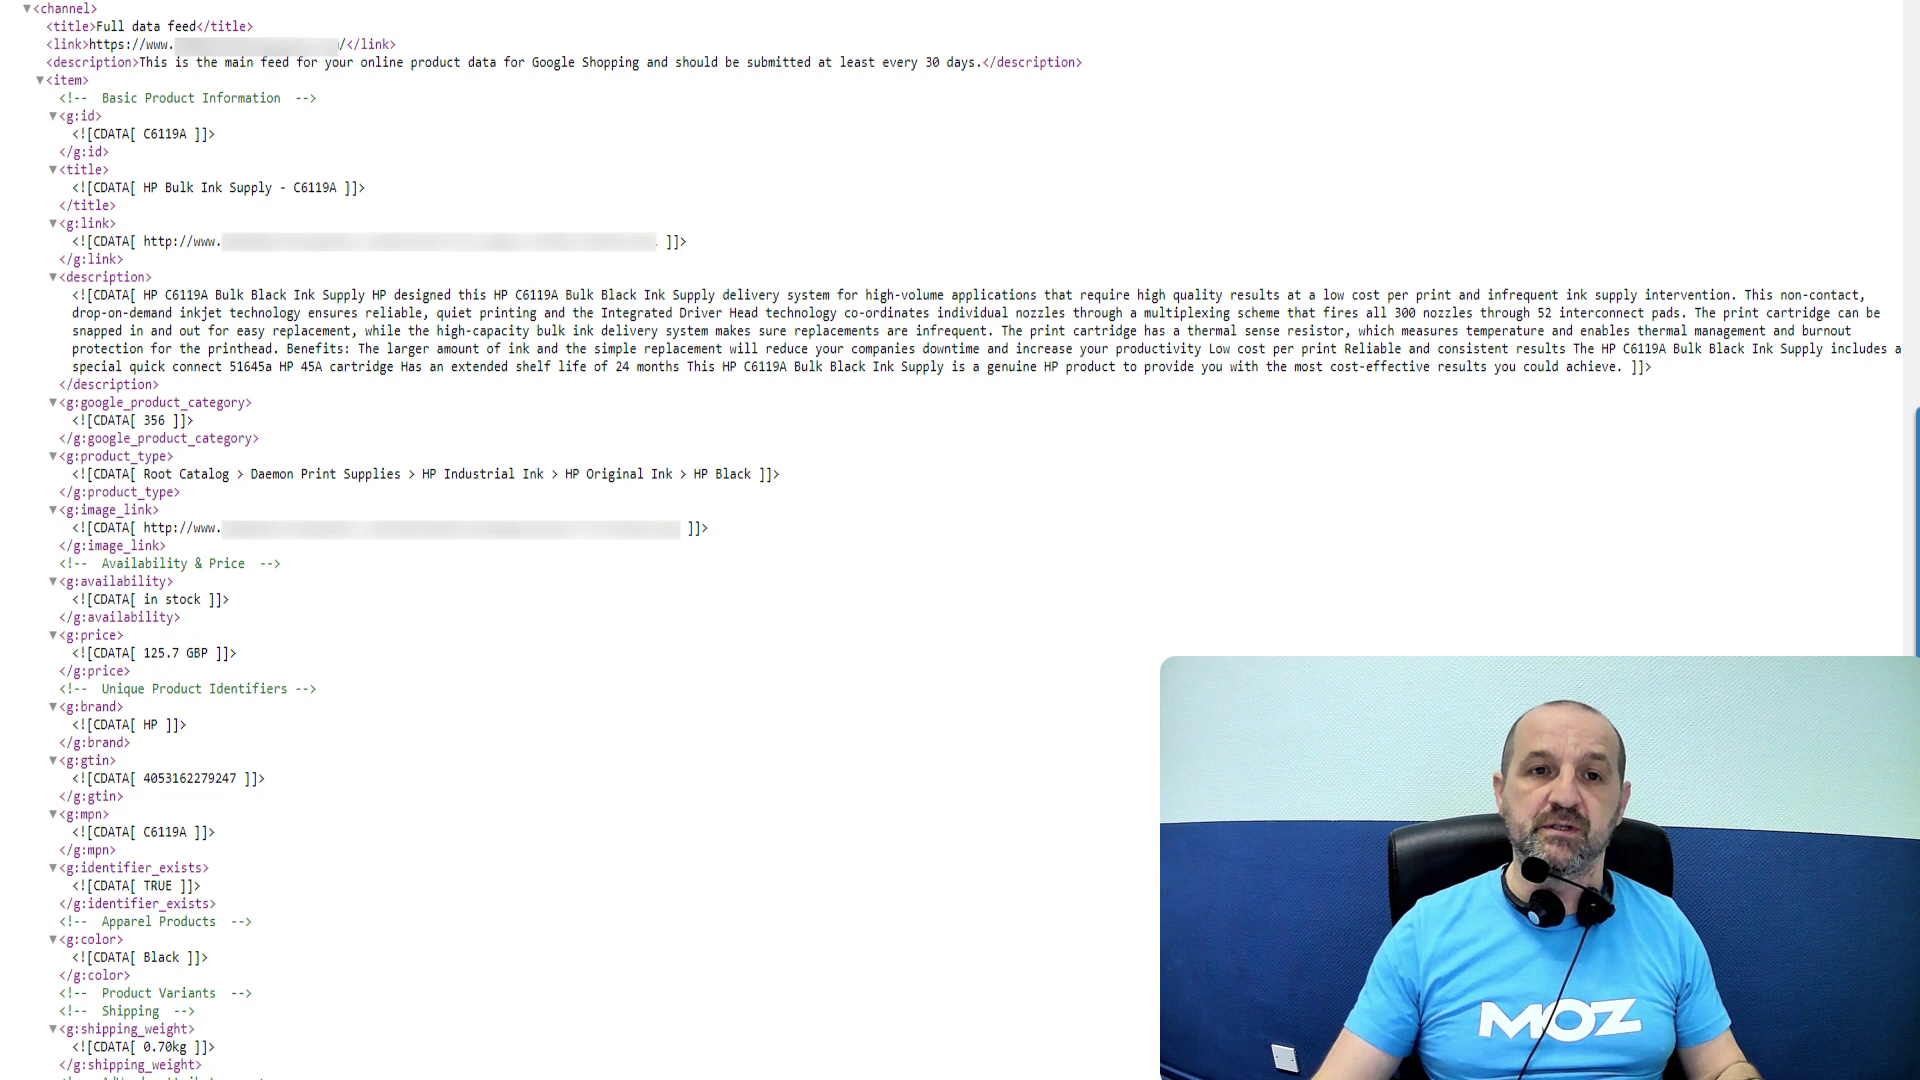 ▼<channel>
<title>Full data feed</title>
<link>https://www. /</link>
<description>This is the main feed for your online product data for Google Shopping and should be submitted at least every 30 days.</description>
▼<item>
<!-- Basic Product Information -->
▼<g:id>
<![CDATA[ C6119A ]]>
</g:id>
▼<title>
<![CDATA[ HP Bulk Ink Supply - C6119A ]]>
</title>
▼<g:link>
<![CDATA[ http://www. ]]>
</g:link>
▼<description>
<![CDATA[ HP C6119A Bulk Black Ink Supply HP designed this HP C6119A Bulk Black Ink Supply delivery system for high-volume applications that require high quality results at a low cost per print and infrequent ink supply intervention. This non-contact,
drop-on-demand inkjet technology ensures reliable, quiet printing and the Integrated Driver Head technology co-ordinates individual nozzles through a multiplexing scheme that fires all 300 nozzles through 52 interconnect pads. The print cartridge can be
snapped in and out for easy replacement, while the high-capacity bulk ink delivery system makes sure replacements are infrequent. The print cartridge has a thermal sense resistor, which measures temperature and enables thermal management and burnout
protection for the printhead. Benefits: The larger amount of ink and the simple replacement will reduce your companies downtime and increase your productivity Low cost per print Reliable and consistent results The HP C6119A Bulk Black Ink Supply includes a
special quick connect 51645a HP 45A cartridge Has an extended shelf life of 24 months This HP C6119A Bulk Black Ink Supply is a genuine HP product to provide you with the most cost-effective results you could achieve. ]]>
</description>
▼<g:google_product_category>
<![CDATA[ 356 ]]>
</g:google_product_category>
▼<g:product_type>
<![CDATA[ Root Catalog > Daemon Print Supplies > HP Industrial Ink > HP Original Ink > HP Black ]]>
</g:product_type>
▼<g:image_link>
<![CDATA[ http://www. ]]>
</g:image_link>
<!-- Availability & Price -->
▼<g:availability>
<![CDATA[ in stock ]]>
</g:availability>
▼<g:price>
<![CDATA[ 125.7 GBP ]]>
</g:price>
<!-- Unique Product Identifiers -->
▼<g:brand>
<![CDATA[ HP ]]>
</g:brand>
▼<g:gtin>
<![CDATA[ 4053162279247 ]]>
</g:gtin>
▼<g:mpn>
<![CDATA[ C6119A ]]>
</g:mpn>
▼<g:identifier_exists>
<![CDATA[ TRUE ]]>
</g:identifier_exists>
<!-- Apparel Products -->
▼<g:color>
<![CDATA[ Black ]]>
</g:color>
<!-- Product Variants -->
<!-- Shipping -->
▼<g:shipping_weight>
<![CDATA[ 0.70kg ]]>
</g:shipping_weight>
MOZ